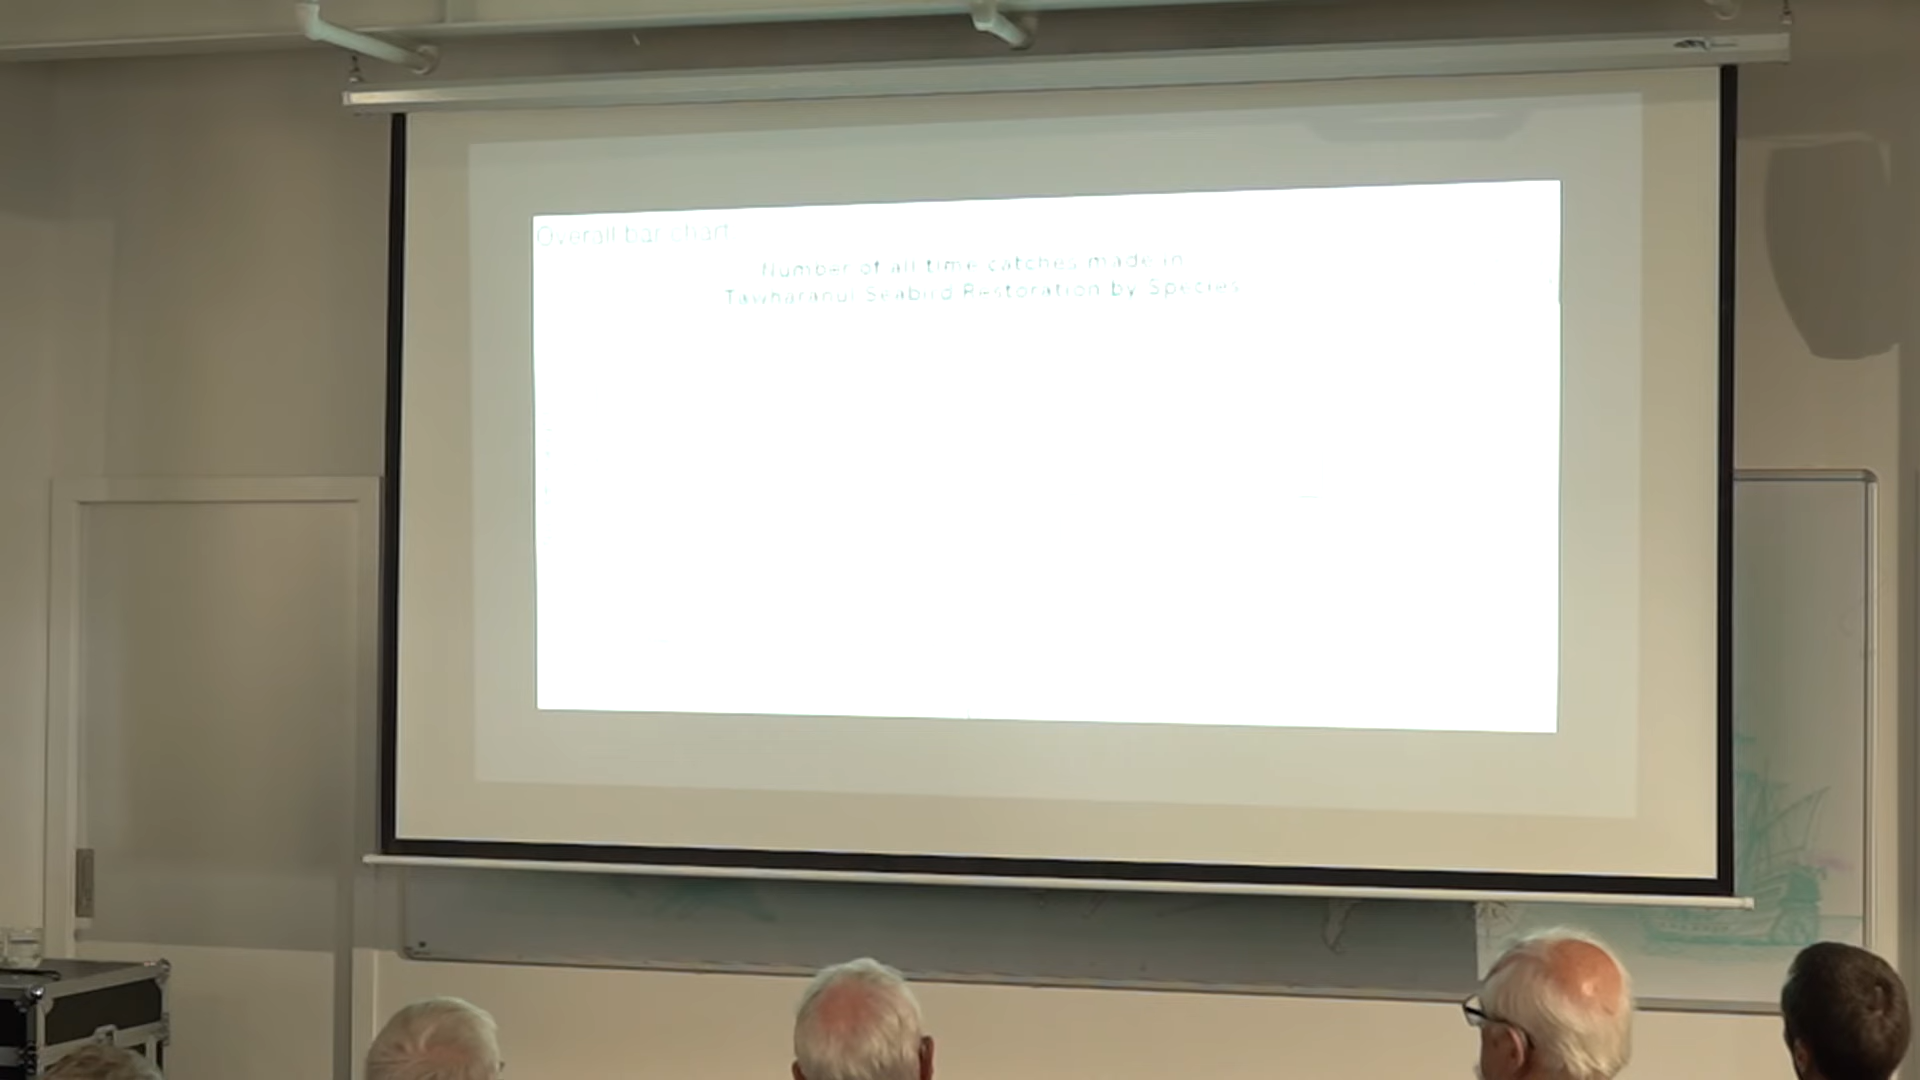 Overall bar chart
Number of all time catches made in
Tawharanui Seabird Restoration by Species